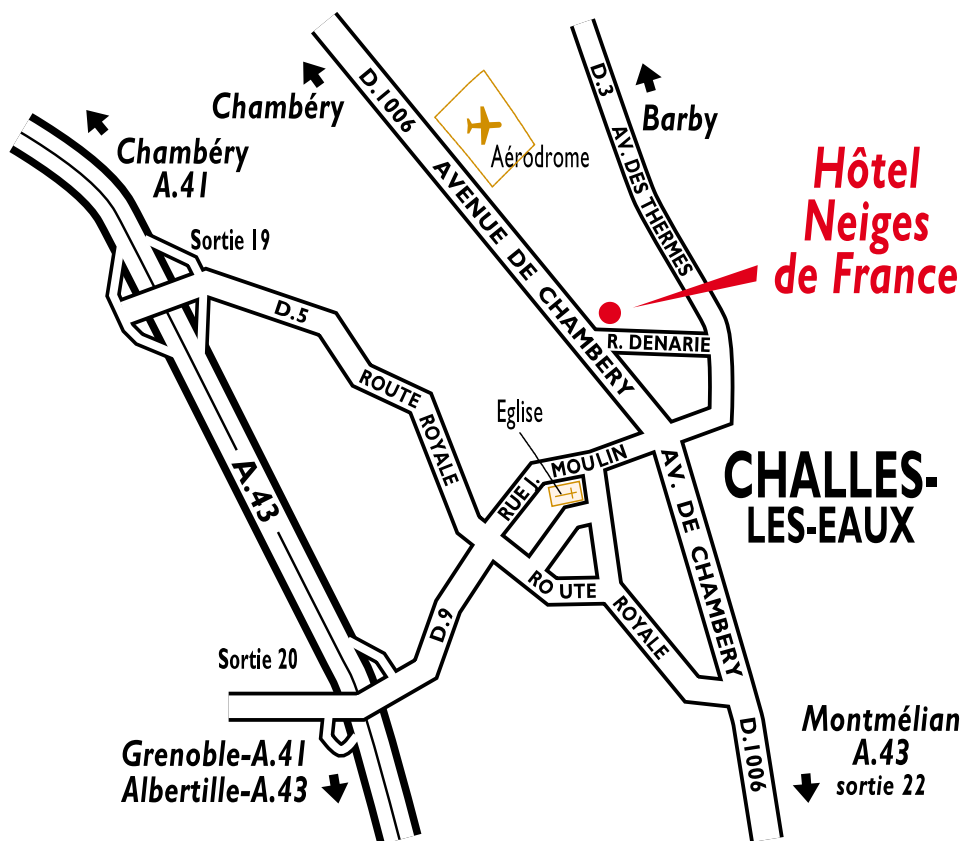 D.1006
D.3
Chambéry
Barby
Chambéry
A.41
Aérodrome
AVENUE DE CHAMBERY
AV. DES THERMES
Hôtel
Neiges
de France
Sortie 19
D.5
R. DENARIE
ROUTE ROYALE
Eglise
RUE J. MOULIN
A.43
AV. DE CHAMBERY
CHALLES-
LES-EAUX
ROUTE ROYALE
D.9
Sortie 20
D.1006
Grenoble-A.41
Albertille-A.43
Montmélian
A.43
sortie 22